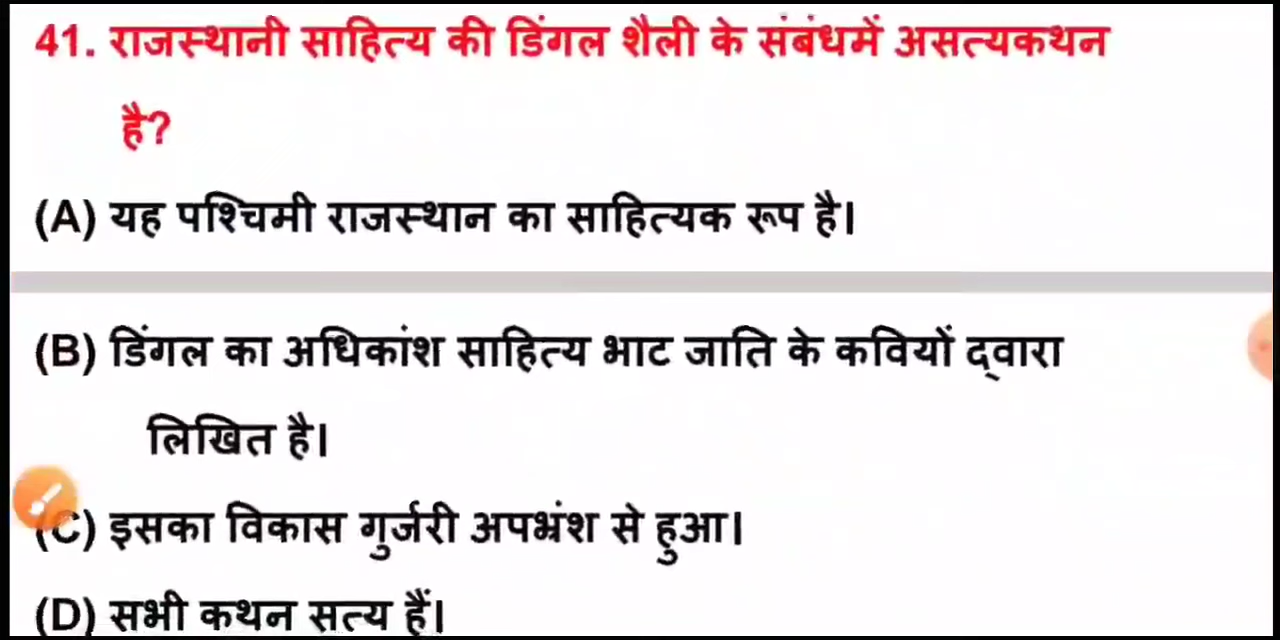 41. राजस्थानी साहित्य की डिंगल शैली के संबंधमें असत्यकथन
है?
(A) यह पश्चिमी राजस्थान का साहित्यक रूप है।
(B) डिंगल का अधिकांश साहित्य भाट जाति के कवियों द्वारा
लिखित है।
(C) इसका विकास गुर्जरी अपभ्रंश से हुआ।
(D) सभी कथन सत्य हैं।